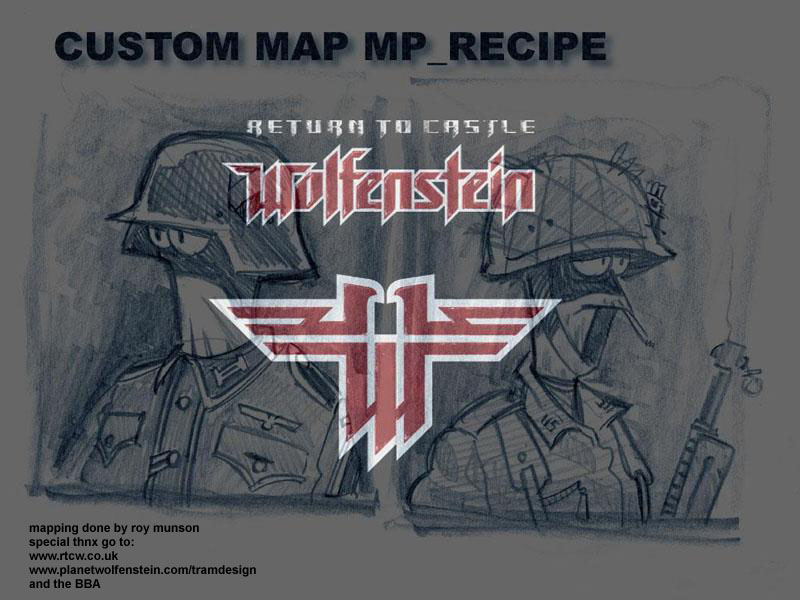 CUSTOM MAP MP_RECIPE
RETURN TO CASTLE
Wolfenstein
US
mapping done by roy munson
special thnx go to:
www.rtcw.co.uk
www.planetwolfenstein.com/tramdesign
and the BBA